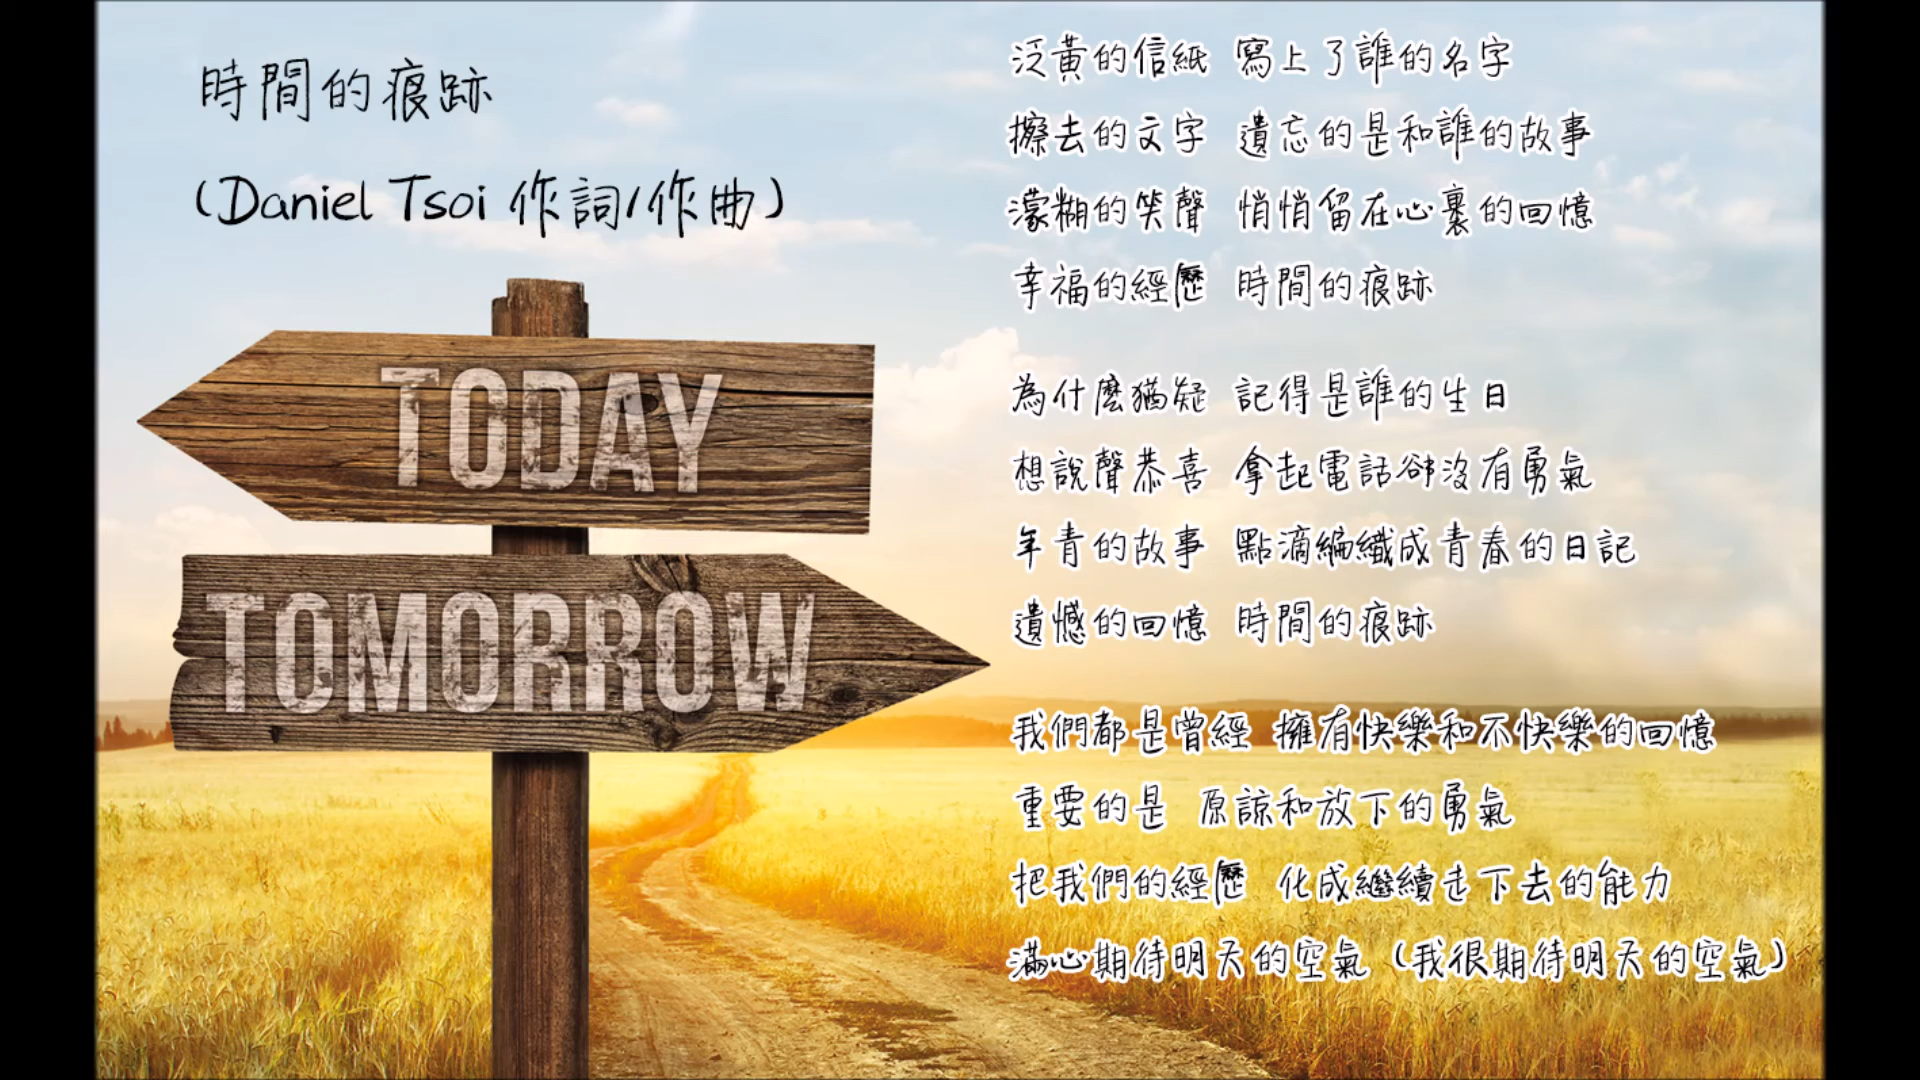 時間的痕跡
(Daniel Tsoi 作詞/作曲)
TODAY
TOMORROW
泛黃的信紙 寫上了誰的名字
擦去的文字 遺忘的是和誰的故事
濛糊的笑聲 悄悄留在心裏的回憶
幸福的經歷 時間的痕跡
為什麼猶疑 記得是誰的生日
想說聲恭喜 拿起電話卻沒有勇氣
年青的故事 點滴編織成青春的日記
遺憾的回憶 時間的痕跡
我們都是曾經 擁有快樂和不快樂的回憶
重要的是 原諒和放下的勇氣
把我們的經歷 化成繼續走下去的能力
滿心期待明天的空氣 (我很期待明天的空氣)